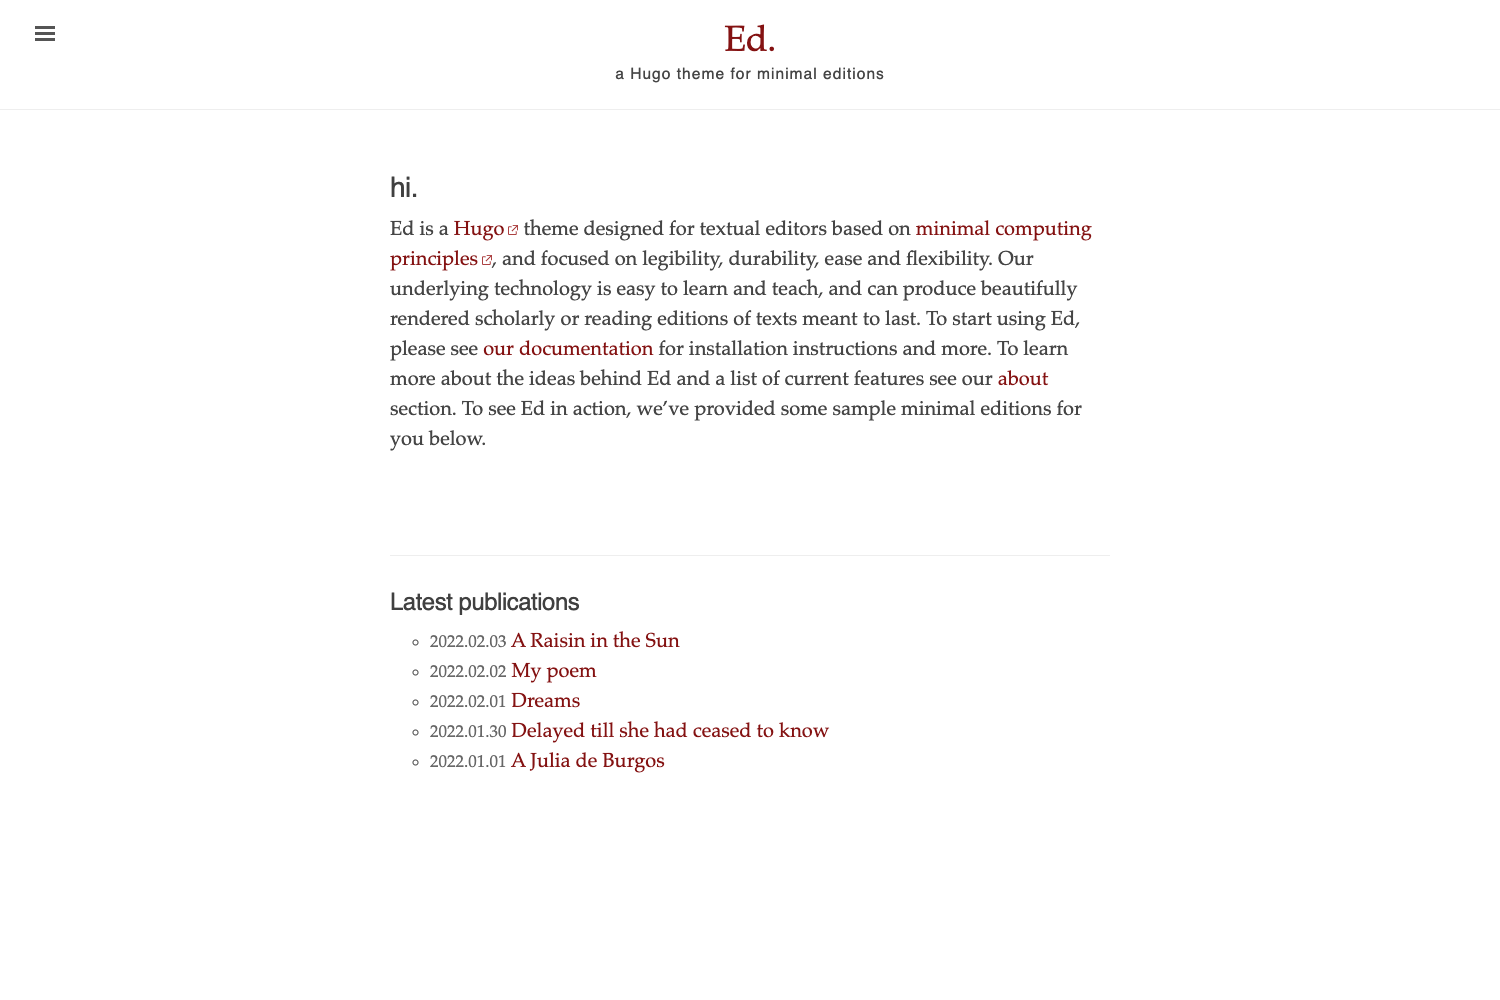 Ed.
a Hugo theme for minimal editions
hi.
Ed is a Hugo theme designed for textual editors based on minimal computing
principles, and focused on legibility, durability, ease and flexibility. Our
underlying technology is easy to learn and teach, and can produce beautifully
rendered scholarly or reading editions of texts meant to last. To start using Ed,
please see our documentation for installation instructions and more. To learn
more about the ideas behind Ed and a list of current features see our about
section. To see Ed in action, we’ve provided some sample minimal editions for
you below.
Latest publications
2022.02.03 A Raisin in the Sun
2022.02.02 My poem
2022.02.01 Dreams
2022.01.30 Delayed till she had ceased to know
2022.01.01 A Julia de Burgos